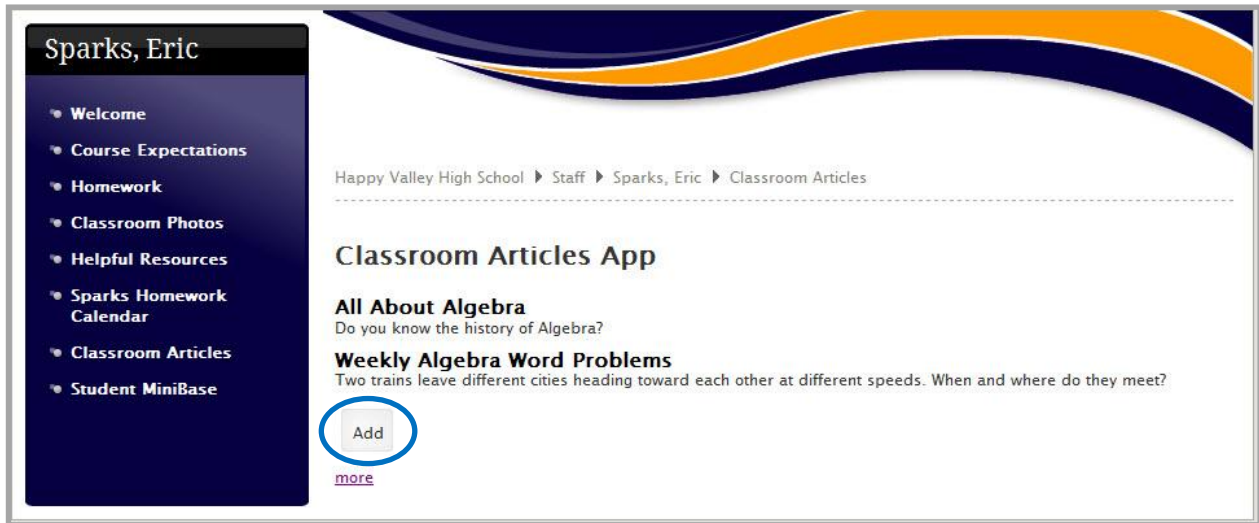 Sparks, Eric
Welcome
Course Expectations
Homework
Classroom Photos
Helpful Resources
Sparks Homework
Calendar
Classroom Articles
Student MiniBase
Happy Valley High School Staff Sparks, Eric Classroom Articles
Classroom Articles App
All About Algebra
Do you know the history of Algebra?
Weekly Algebra Word Problems
Two trains leave different cities heading toward each other at different speeds. When and where do they meet?
Add
more